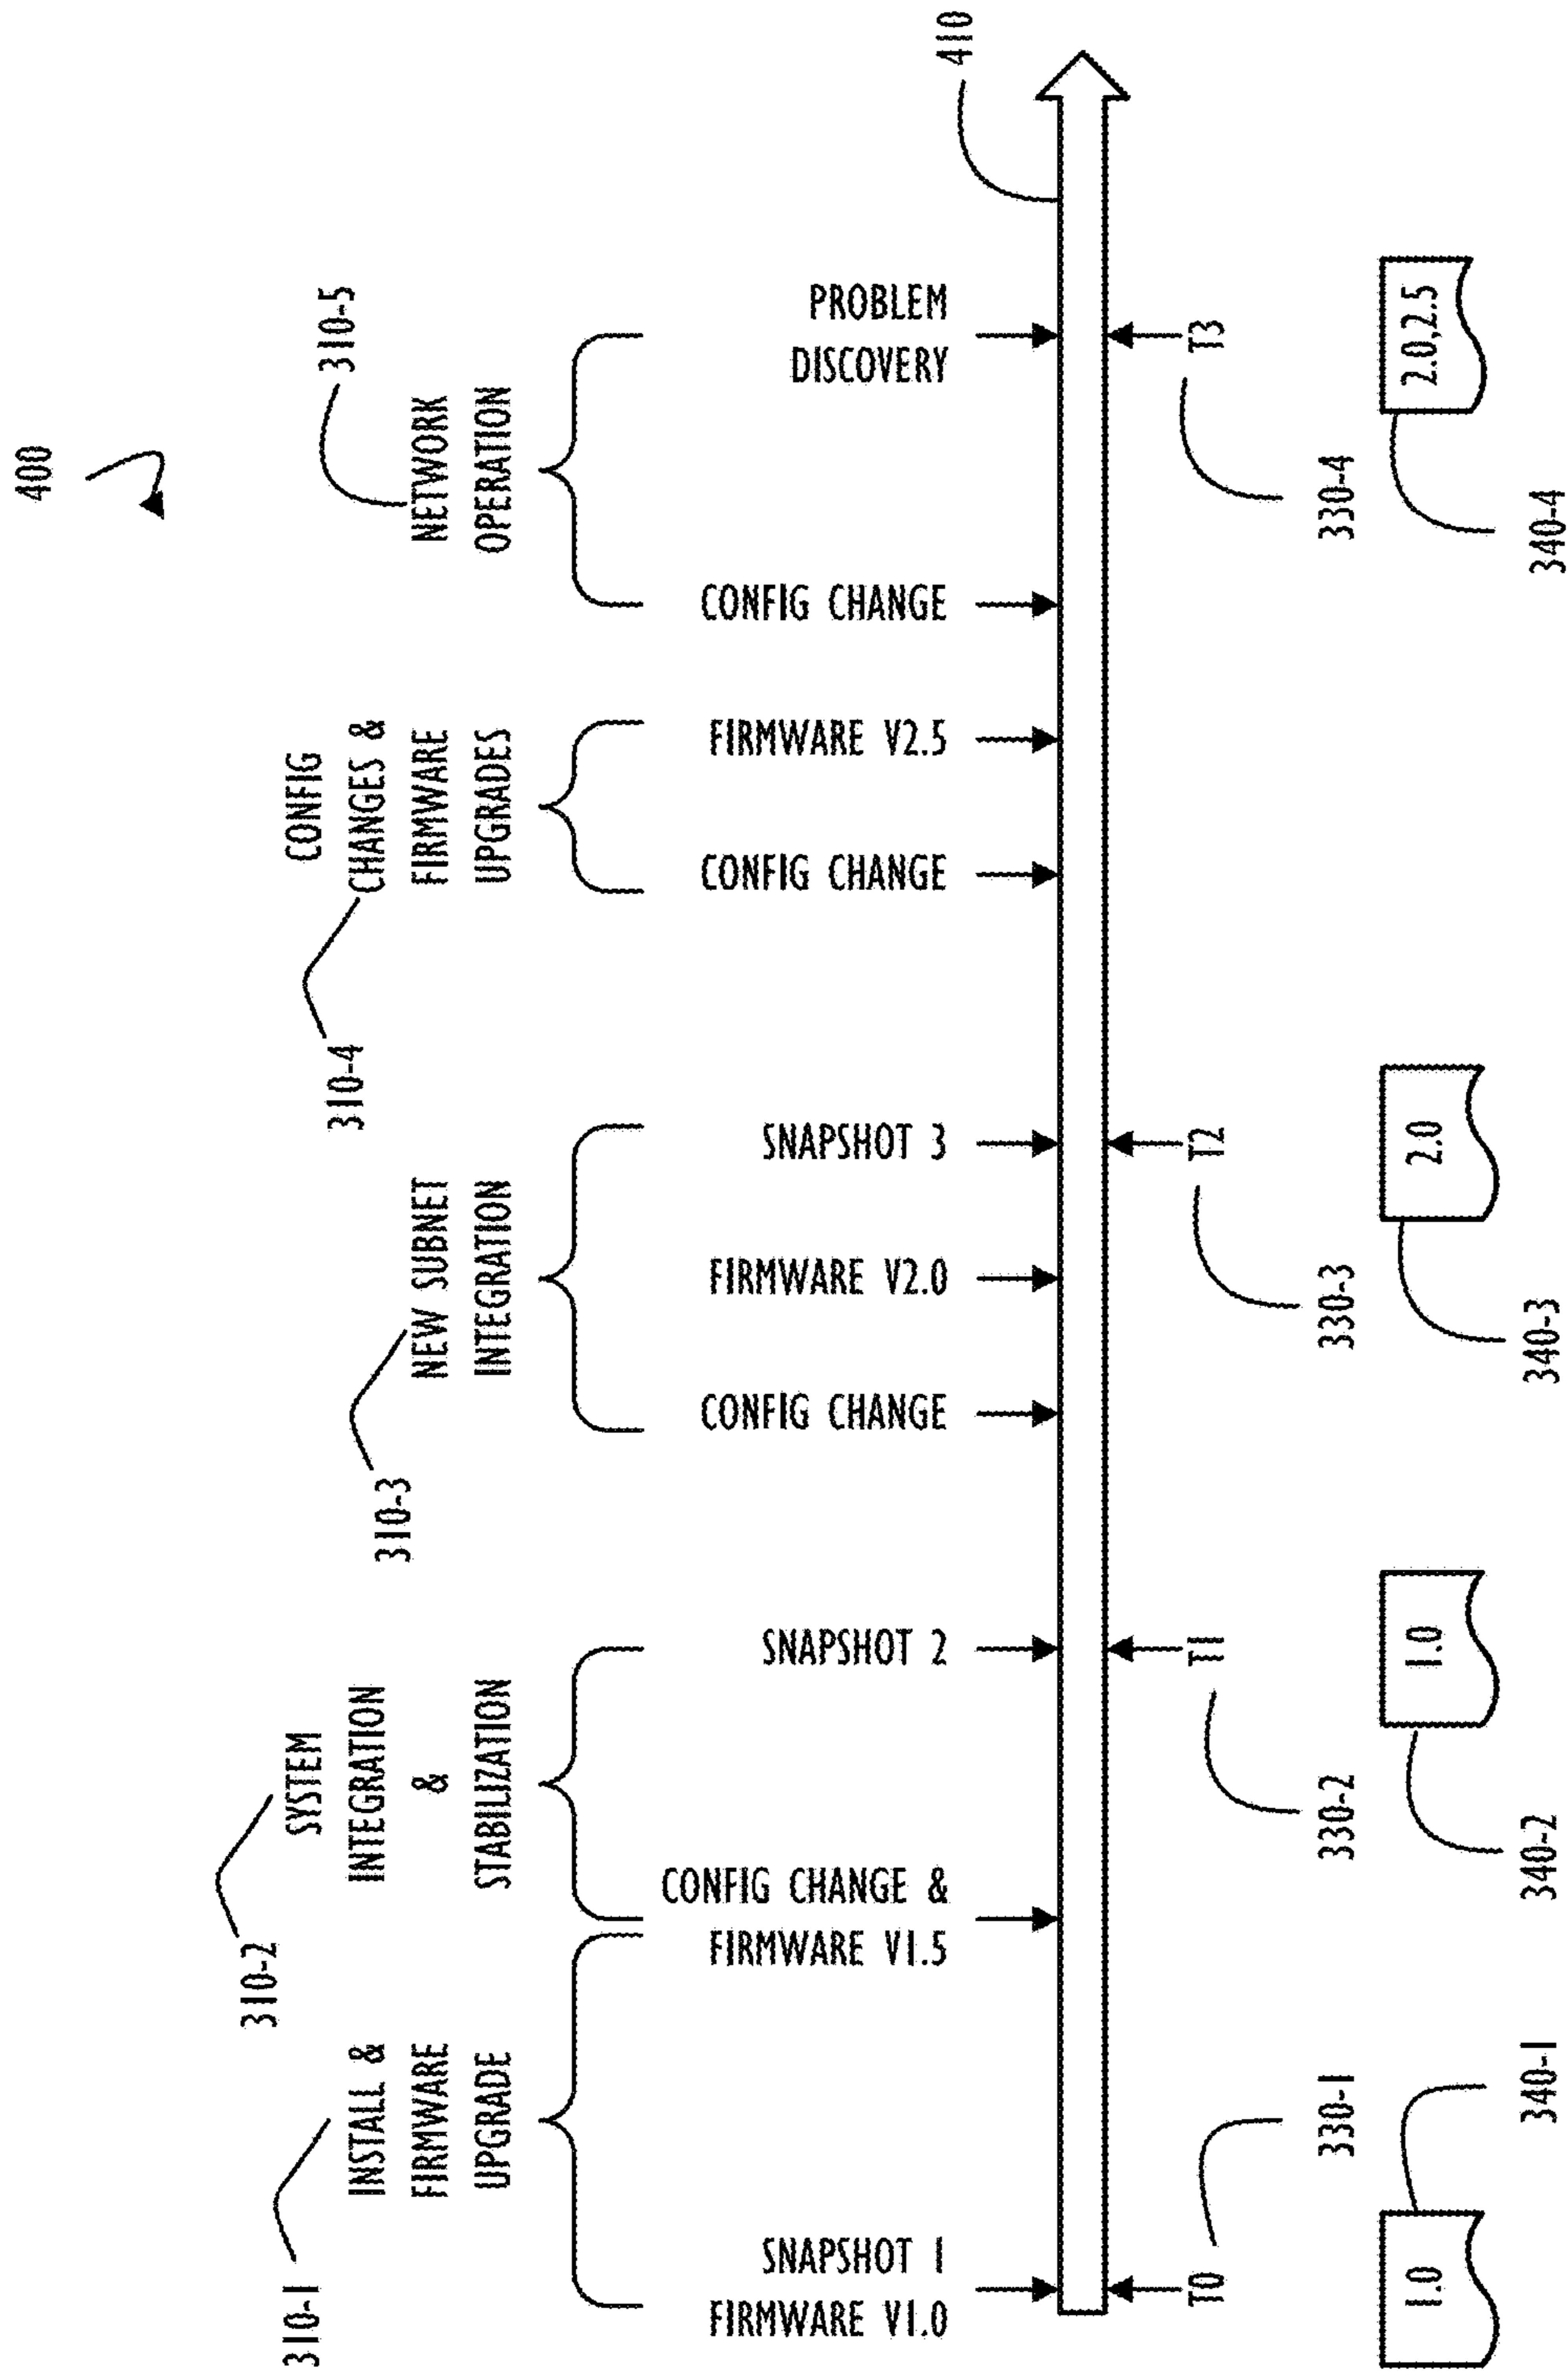 400
310-1
INSTALL &
FIRMWARE
UPGRADE
310-2
SYSTEM
INTEGRATION
&
STABILIZATION
310-3
NEW SUBNET
INTEGRATION
310-4
CONFIG
CHANGES &
FIRMWARE
UPGRADES
310-5
NETWORK
OPERATION
SNAPSHOT 1
FIRMWARE V1.0
CONFIG CHANGE &
FIRMWARE V1.5
SNAPSHOT 2
CONFIG CHANGE
FIRMWARE V2.0
SNAPSHOT 3
CONFIG CHANGE
FIRMWARE V2.5
CONFIG CHANGE
PROBLEM
DISCOVERY
410
T0
T1
T2
T3
330-1
330-2
330-3
330-4
1.0
1.0
2.0
2.0,2.5
340-1
340-2
340-3
340-4